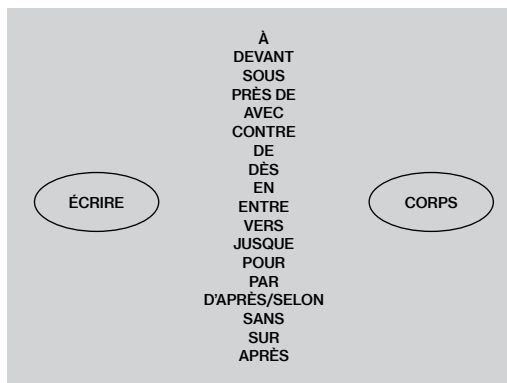 À
DEVANT
SOUS
PRÈS DE
AVEC
CONTRE
DE
DÈS
EN
ÉCRIRE
ENTRE
CORPS
VERS
JUSQUE
POUR
PAR
D'APRÈS/SELON
SANS
SUR
APRÈS